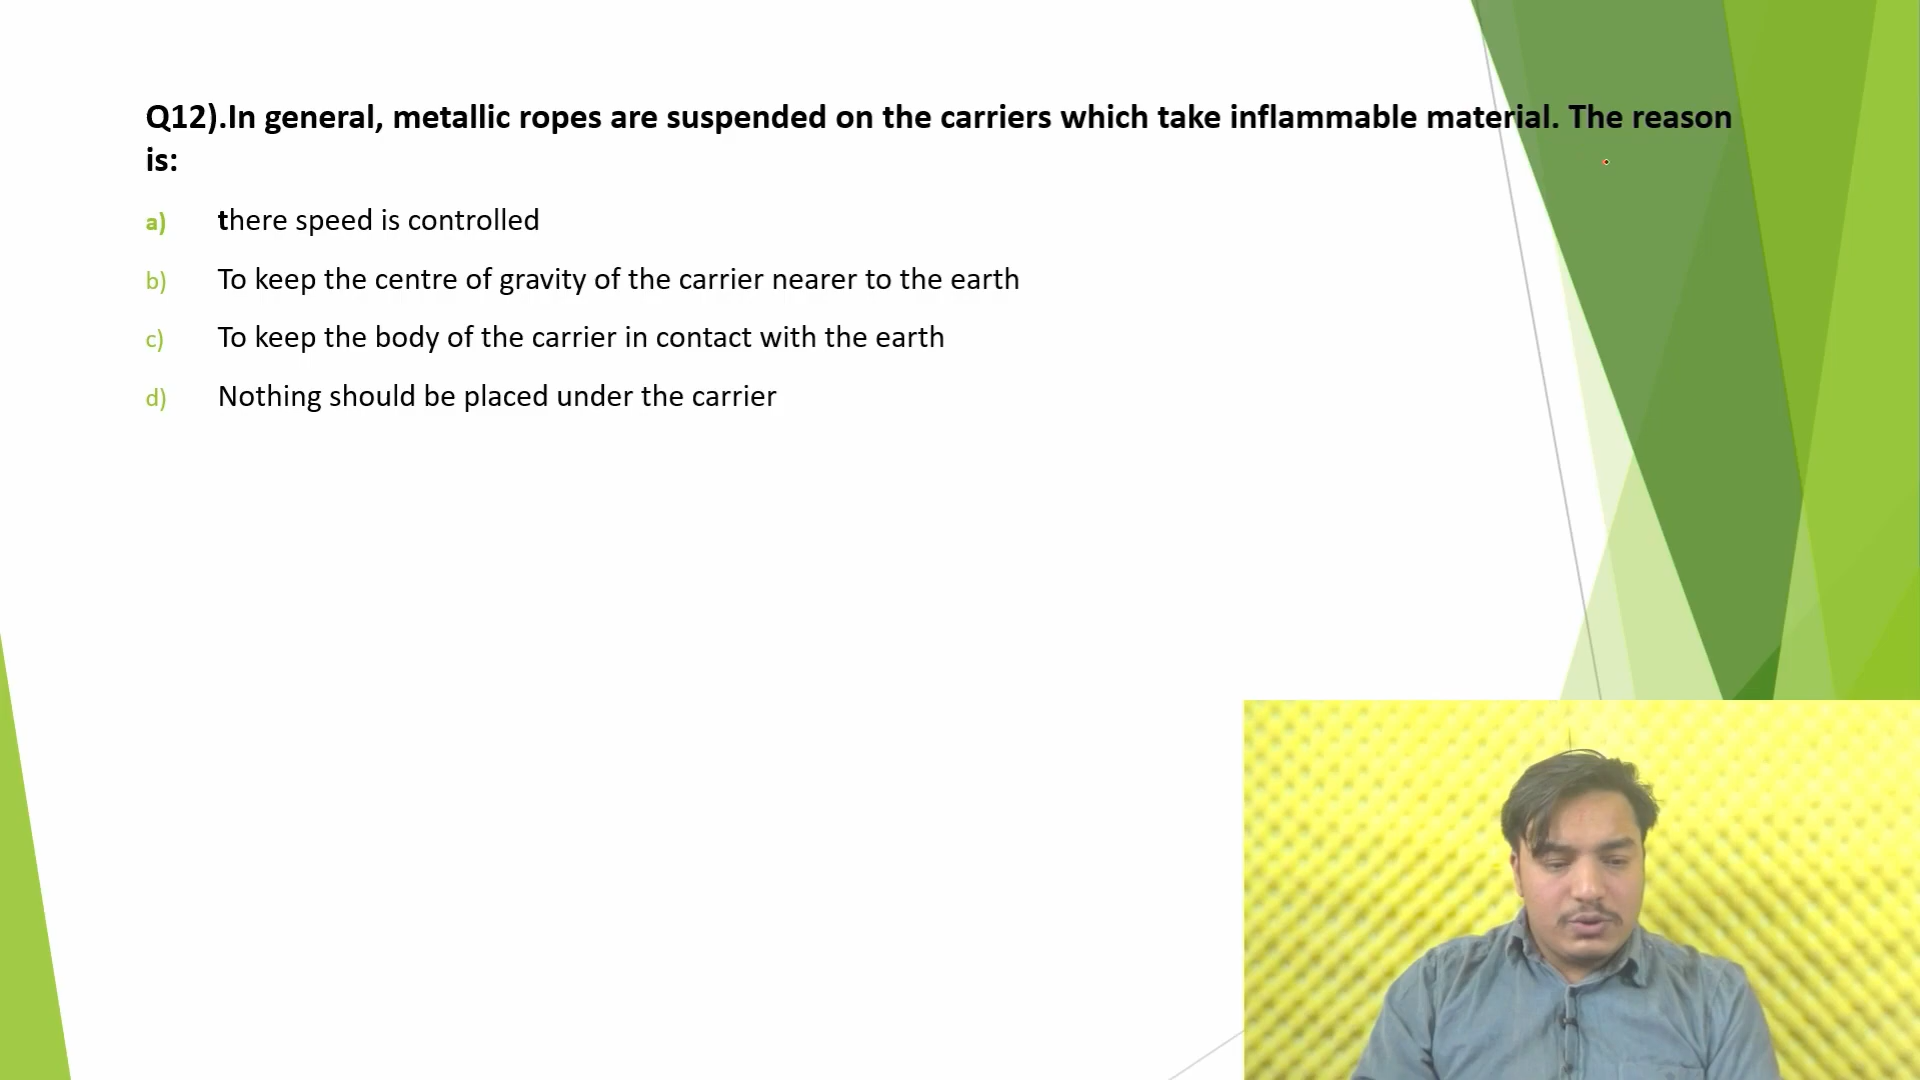 Q12).In general, metallic ropes are suspended on the carriers which take inflammable material. The reason
is:
a) there speed is controlled
b) To keep the centre of gravity of the carrier nearer to the earth
c) To keep the body of the carrier in contact with the earth
d) Nothing should be placed under the carrier